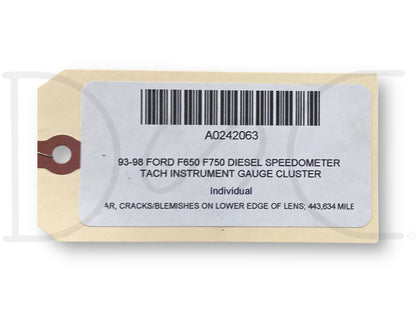 A0242063
93-98 FORD F650 F750 DIESEL SPEEDOMETER
TACH INSTRUMENT GAUGE CLUSTER
Individual
AR, CRACKS/BLEMISHES ON LOWER EDGE OF LENS; 443,634 MILE